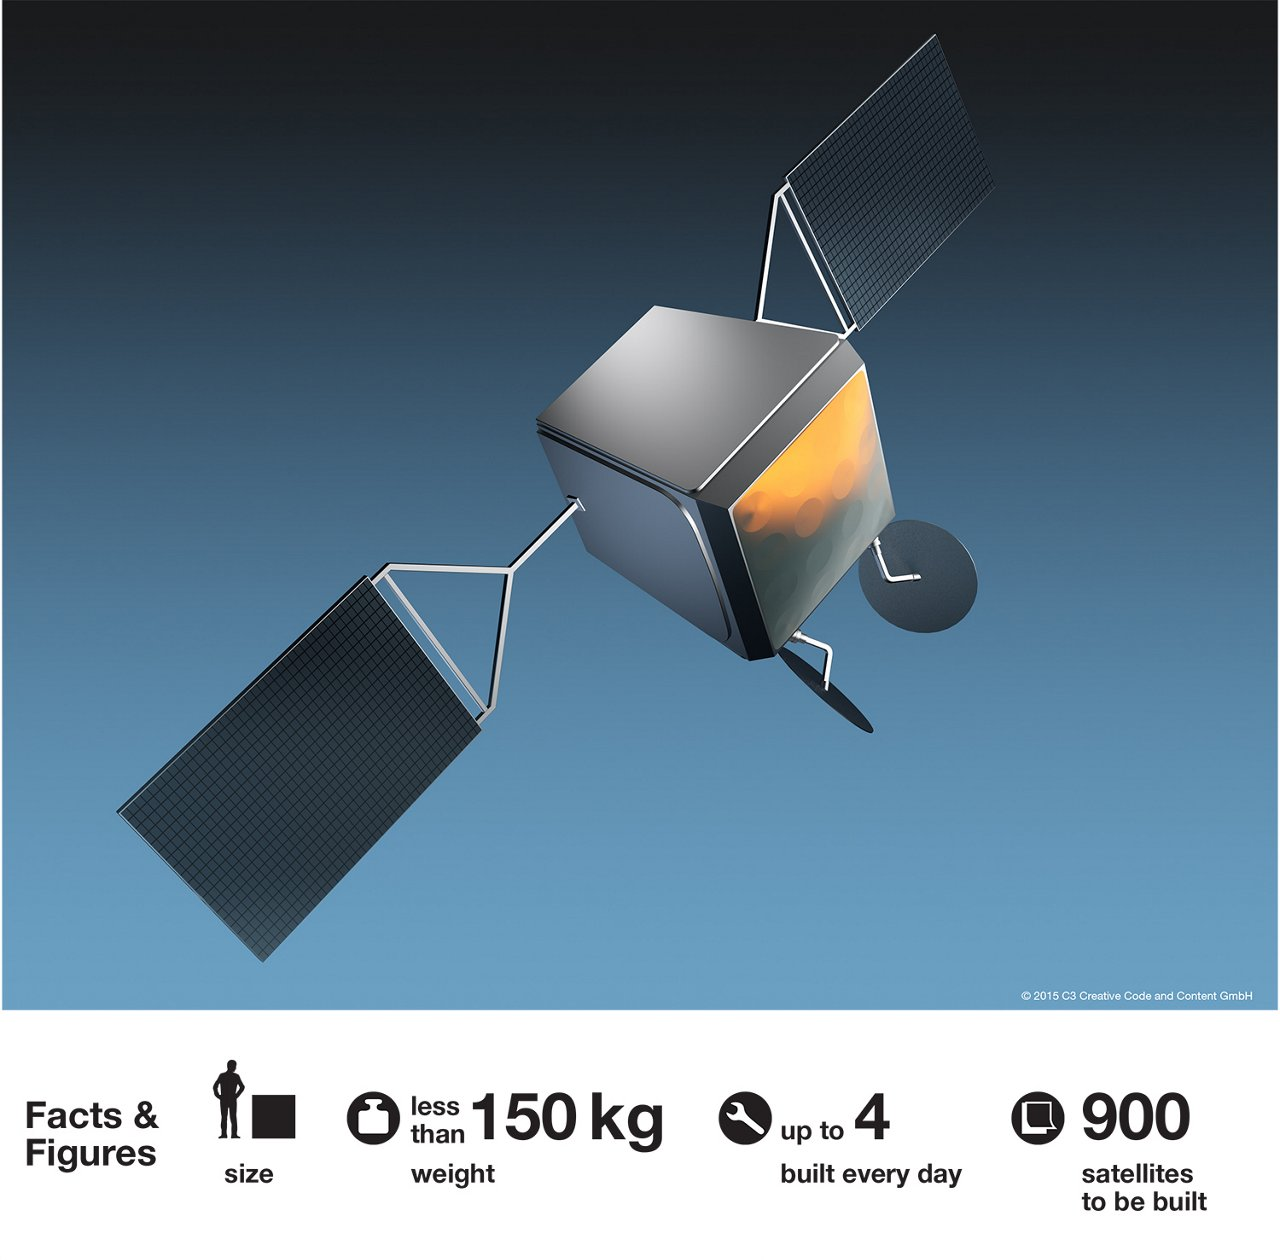 © 2015 C3 Creative Code and Content GmbH
Facts &
Figures
size
less
than 150 kg
weight
up to 4
built every day
900
satellites
to be built